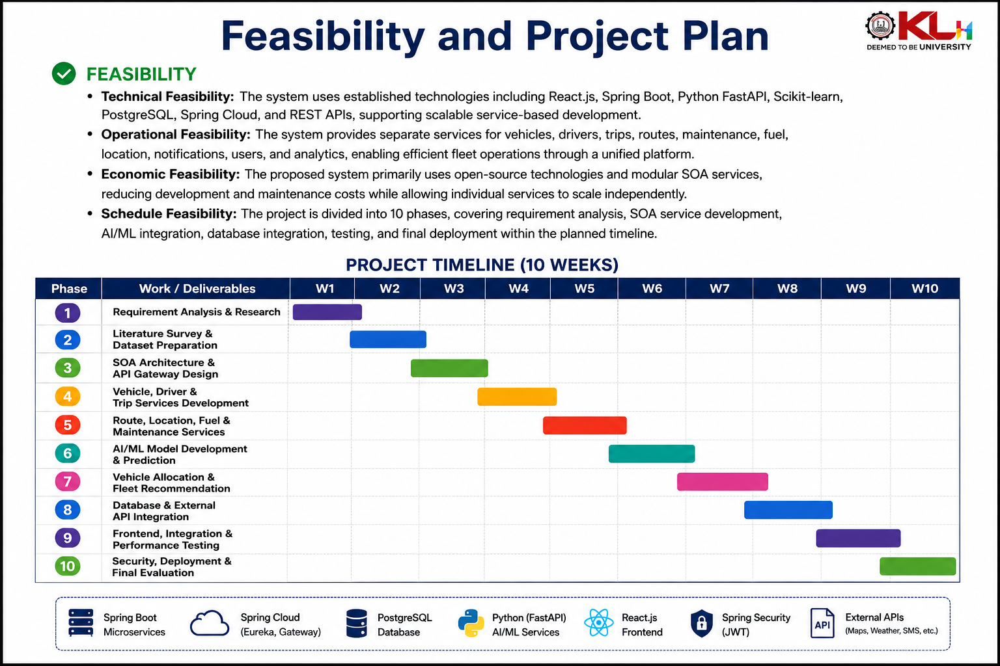 Feasibility and Project Plan
KLH
DEEMED TO BE UNIVERSITY
FEASIBILITY
• Technical Feasibility: The system uses established technologies including React.js, Spring Boot, Python FastAPI, Scikit-learn,
PostgreSQL, Spring Cloud, and REST APIs, supporting scalable service-based development.
• Operational Feasibility: The system provides separate services for vehicles, drivers, trips, routes, maintenance, fuel,
location, notifications, users, and analytics, enabling efficient fleet operations through a unified platform.
• Economic Feasibility: The proposed system primarily uses open-source technologies and modular SOA services,
reducing development and maintenance costs while allowing individual services to scale independently.
• Schedule Feasibility: The project is divided into 10 phases, covering requirement analysis, SOA service development,
AI/ML integration, database integration, testing, and final deployment within the planned timeline.
PROJECT TIMELINE (10 WEEKS)
Phase Work / Deliverables W1 W2 W3 W4 W5 W6 W7 W8 W9 W10
1 Requirement Analysis & Research
2 Literature Survey &
Dataset Preparation
3 SOA Architecture &
API Gateway Design
4 Vehicle, Driver &
Trip Services Development
5 Route, Location, Fuel &
Maintenance Services
6 AI/ML Model Development
& Prediction
7 Vehicle Allocation &
Fleet Recommendation
8 Database & External
API Integration
9 Frontend, Integration &
Performance Testing
10 Security, Deployment &
Final Evaluation
Spring Boot
Microservices
Spring Cloud
(Eureka, Gateway)
PostgreSQL
Database
Python (FastAPI)
AI/ML Services
React.js
Frontend
Spring Security
(JWT)
API
External APIs
(Maps, Weather, SMS, etc.)